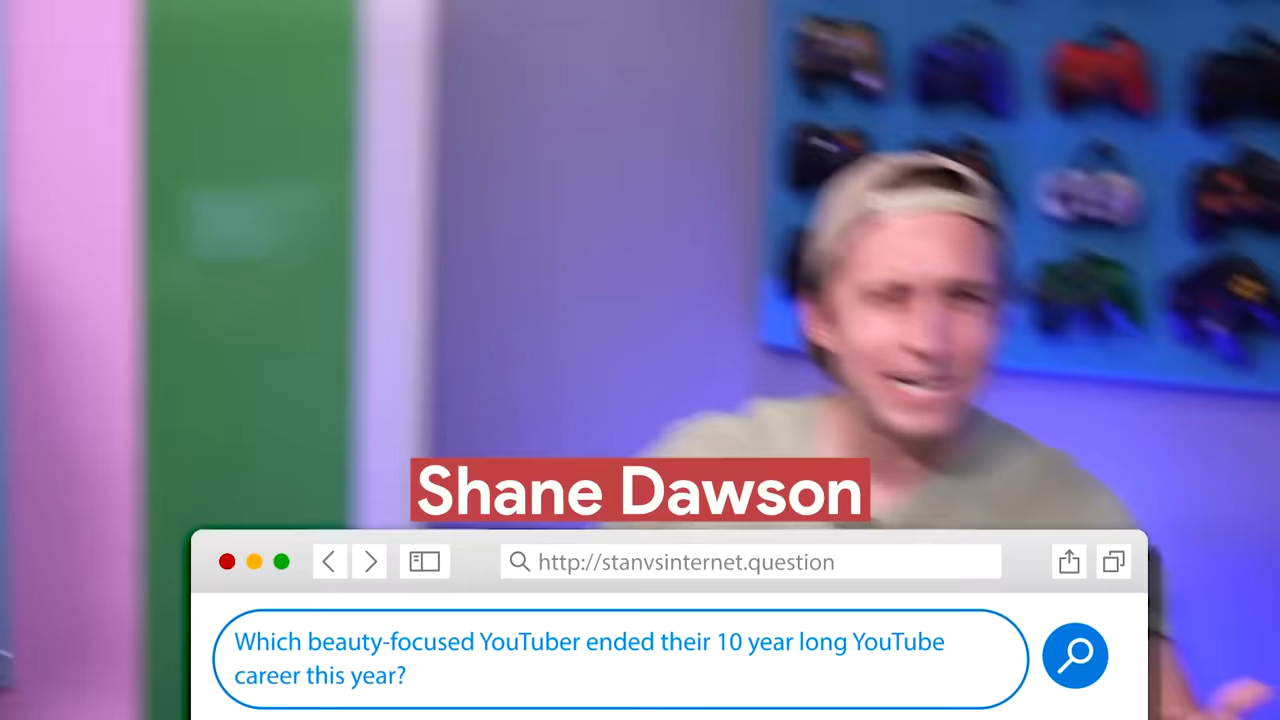 Shane Dawson
http://stanvsinternet.question
Which beauty-focused YouTuber ended their 10 year long YouTube
career this year?